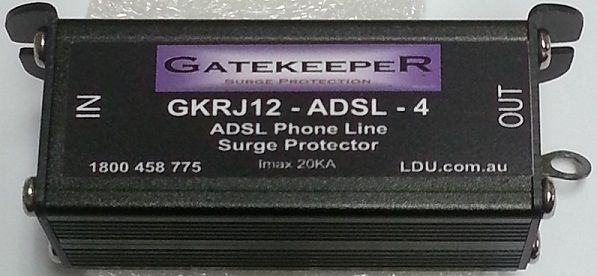 GATEKEEPER
SURGE PROTECTION
GKRJ12 - ADSL - 4
IN
OUT
ADSL Phone Line
Surge Protector
Imax 20KA
1800 458 775
LDU.com.au